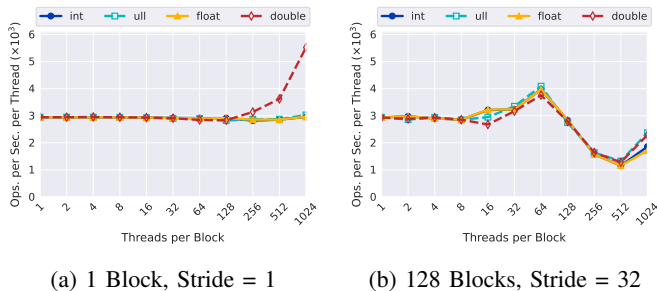 int ull float double
Ops. per Sec. per Thread (×10³)
6
5
4
3
2
1
0
1 2 4 8 16 32 64 128 256 512 1024
Threads per Block
(a) 1 Block, Stride = 1
int ull float double
Ops. per Sec. per Thread (×10³)
6
5
4
3
2
1
0
1 2 4 8 16 32 64 128 256 512 1024
Threads per Block
(b) 128 Blocks, Stride = 32